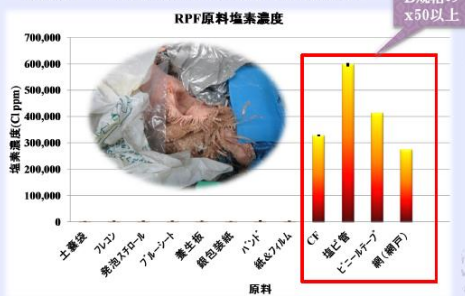 x50以上
RPF原料塩素濃度
塩素濃度(Cl ppm)
700,000
600,000
500,000
400,000
300,000
200,000
100,000
0
土嚢袋
フレコン
発泡スチロール
ブルーシート
養生板
銀包装紙
バンド
紙&フィルム
CF
塩ビ管
ビニールテープ
網(網戸)
原料